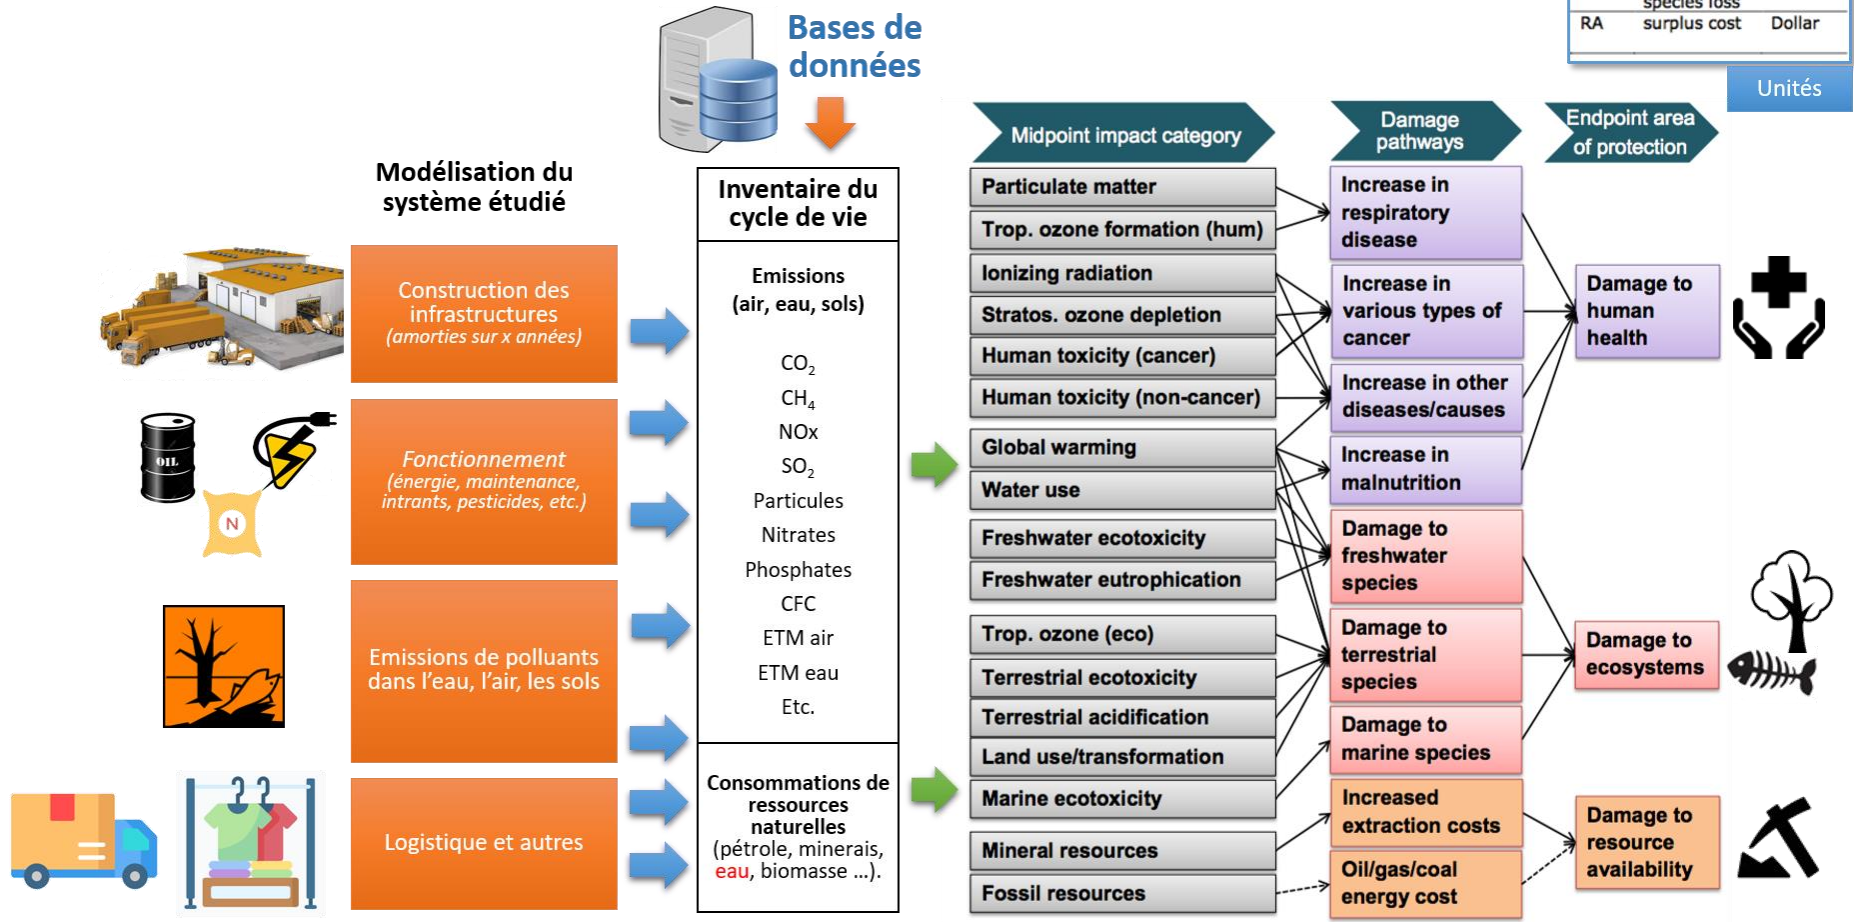 species loss
RA surplus cost Dollar
Unités
Bases de
données
Modélisation du
système étudié
Construction des
infrastructures
(amorties sur x années)
OIL
N
Fonctionnement
(énergie, maintenance,
intrants, pesticides, etc.)
Emissions de polluants
dans l’eau, l’air, les sols
Logistique et autres
Inventaire du
cycle de vie
Emissions
(air, eau, sols)
CO2
CH4
NOx
SO2
Particules
Nitrates
Phosphates
CFC
ETM air
ETM eau
Etc.
Consommations de
ressources
naturelles
(pétrole, minerais,
eau, biomasse ...).
Midpoint impact category
Particulate matter
Trop. ozone formation (hum)
Ionizing radiation
Stratos. ozone depletion
Human toxicity (cancer)
Human toxicity (non-cancer)
Global warming
Water use
Freshwater ecotoxicity
Freshwater eutrophication
Trop. ozone (eco)
Terrestrial ecotoxicity
Terrestrial acidification
Land use/transformation
Marine ecotoxicity
Mineral resources
Fossil resources
Damage
pathways
Increase in
respiratory
disease
Increase in
various types of
cancer
Increase in other
diseases/causes
Increase in
malnutrition
Damage to
freshwater
species
Damage to
terrestrial
species
Damage to
marine species
Increased
extraction costs
Oil/gas/coal
energy cost
Endpoint area
of protection
Damage to
human
health
Damage to
ecosystems
Damage to
resource
availability